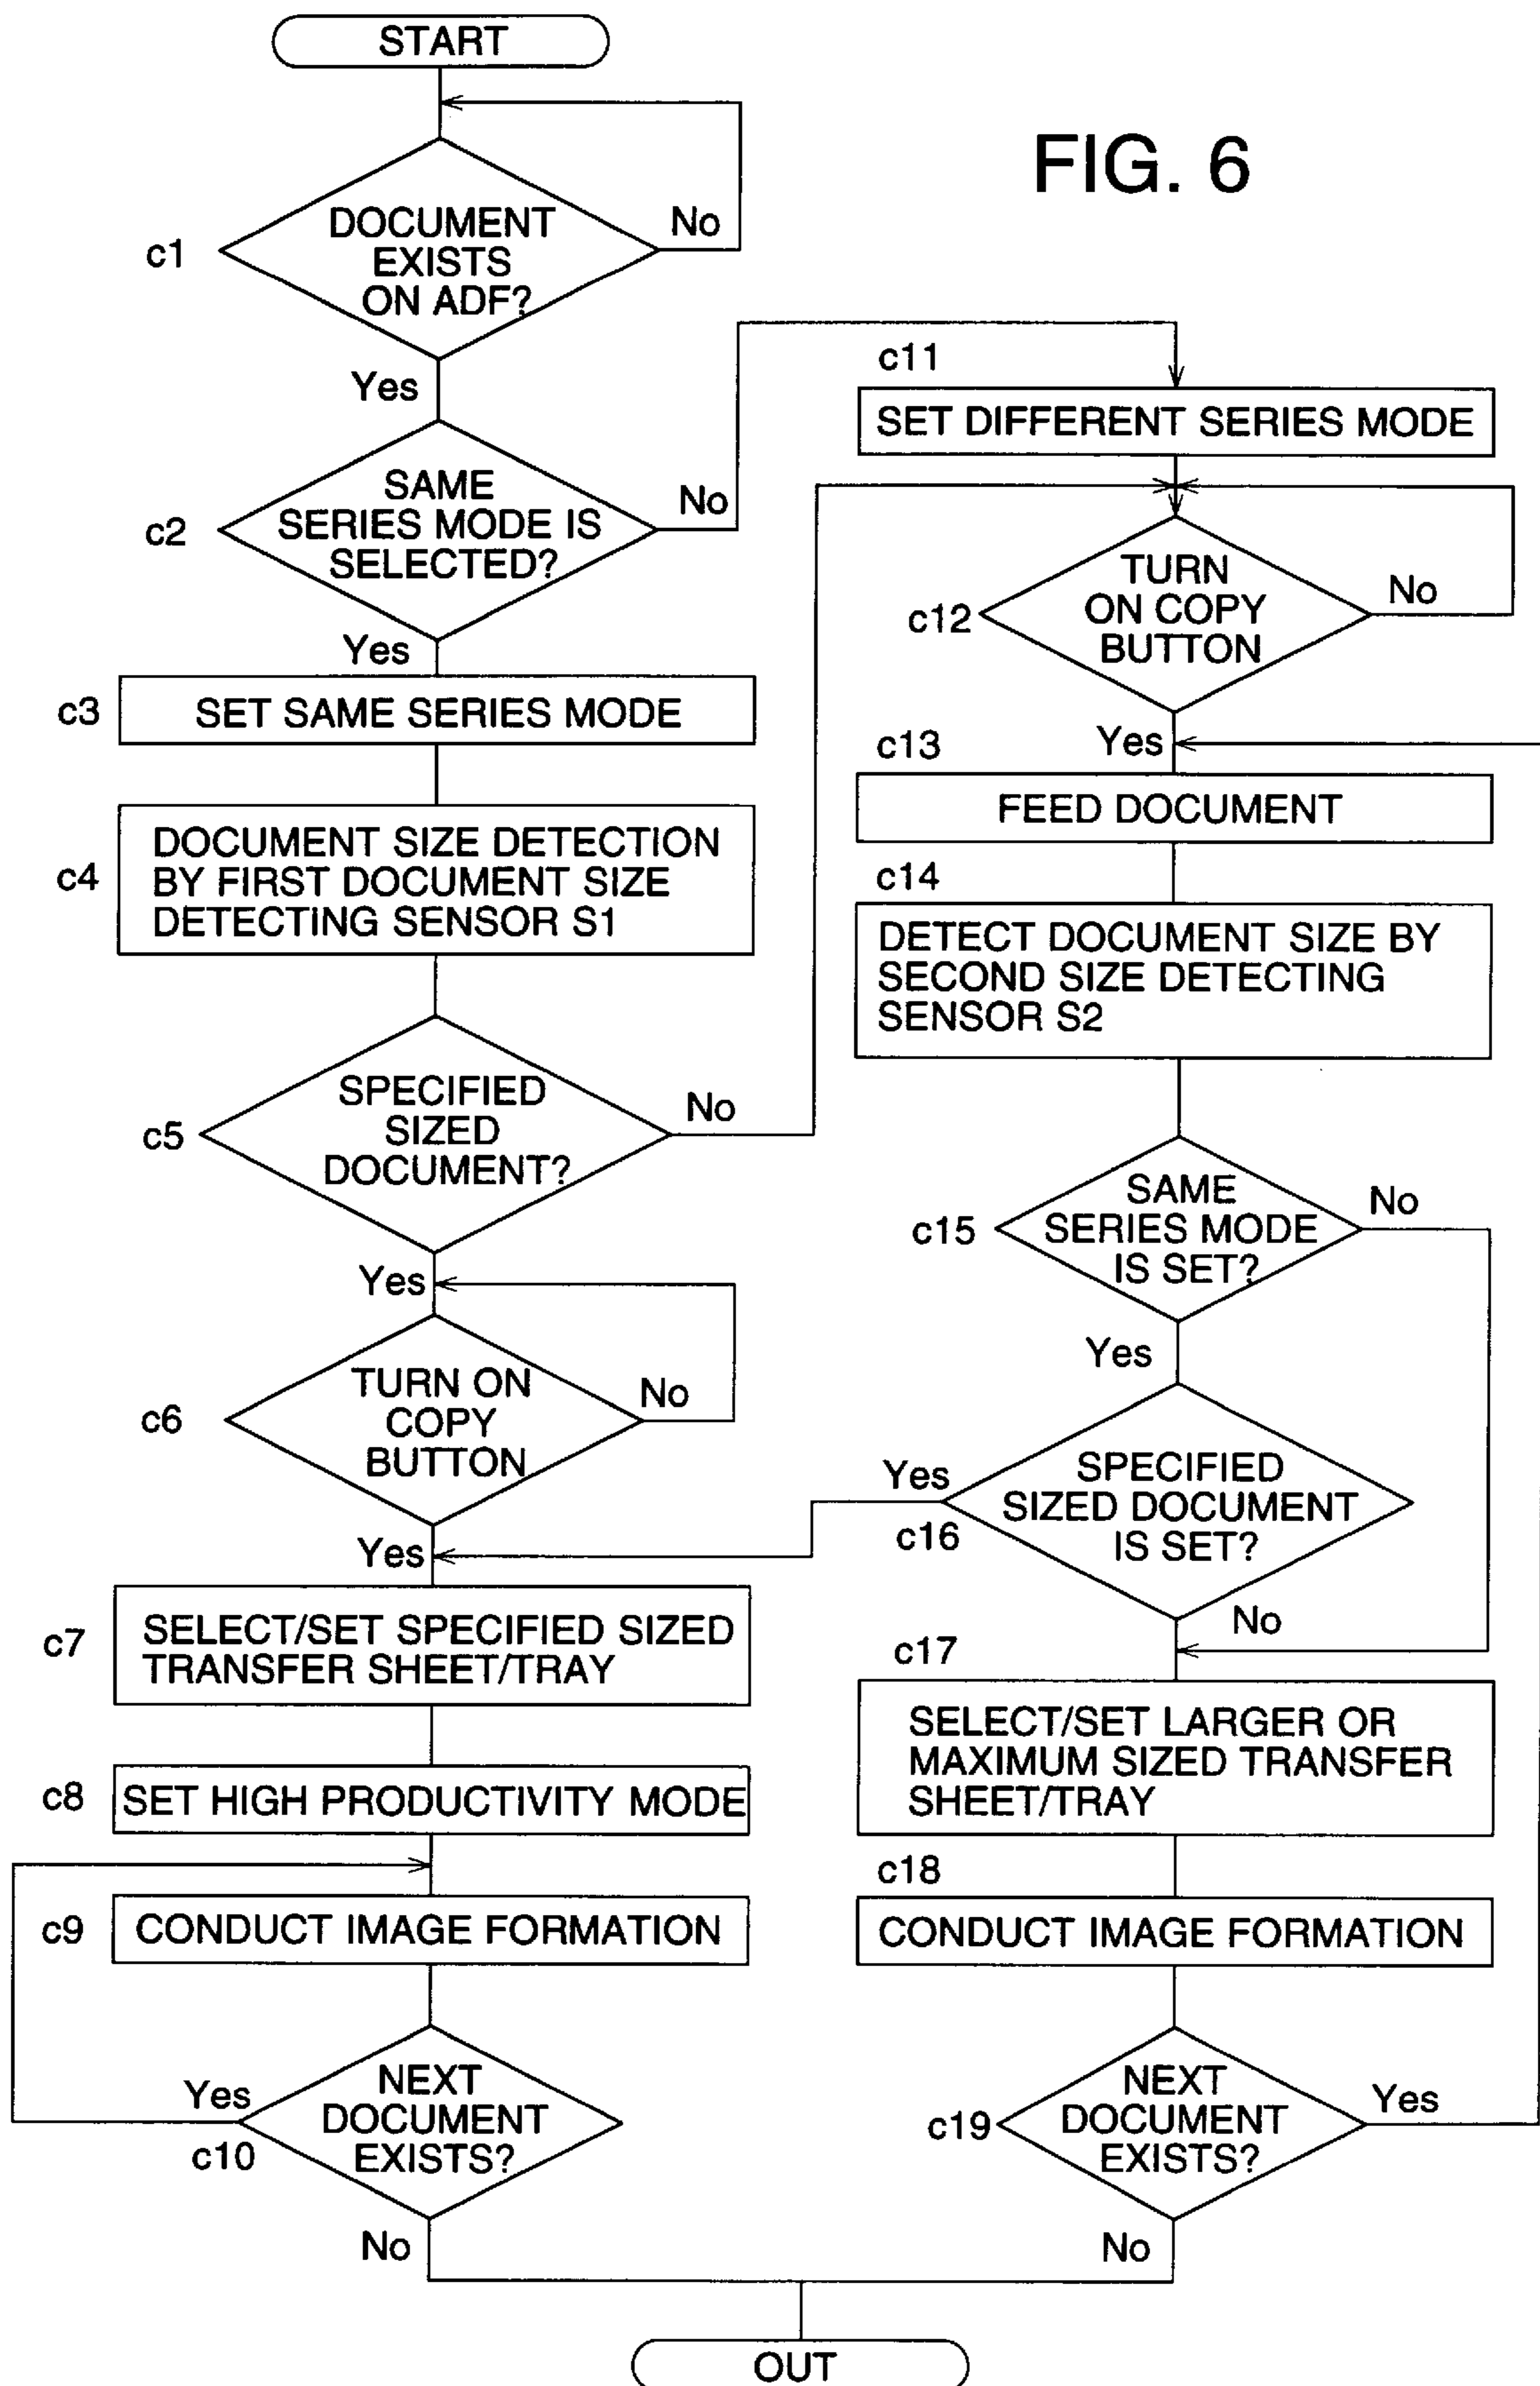 START
FIG. 6
c1
DOCUMENT
EXISTS
ON ADF?
No
Yes
c2
SAME
SERIES MODE IS
SELECTED?
No
Yes
c3
SET SAME SERIES MODE
c4
DOCUMENT SIZE DETECTION
BY FIRST DOCUMENT SIZE
DETECTING SENSOR S1
c5
SPECIFIED
SIZED
DOCUMENT?
No
Yes
c6
TURN ON
COPY
BUTTON
No
Yes
c7
SELECT/SET SPECIFIED SIZED
TRANSFER SHEET/TRAY
c8
SET HIGH PRODUCTIVITY MODE
c9
CONDUCT IMAGE FORMATION
Yes
NEXT
DOCUMENT
EXISTS?
c10
No
c11
SET DIFFERENT SERIES MODE
c12
TURN
ON COPY
BUTTON
No
Yes
c13
FEED DOCUMENT
c14
DETECT DOCUMENT SIZE BY
SECOND SIZE DETECTING
SENSOR S2
c15
SAME
SERIES MODE
IS SET?
No
Yes
Yes
c16
SPECIFIED
SIZED DOCUMENT
IS SET?
No
c17
SELECT/SET LARGER OR
MAXIMUM SIZED TRANSFER
SHEET/TRAY
c18
CONDUCT IMAGE FORMATION
c19
NEXT
DOCUMENT
EXISTS?
Yes
No
OUT